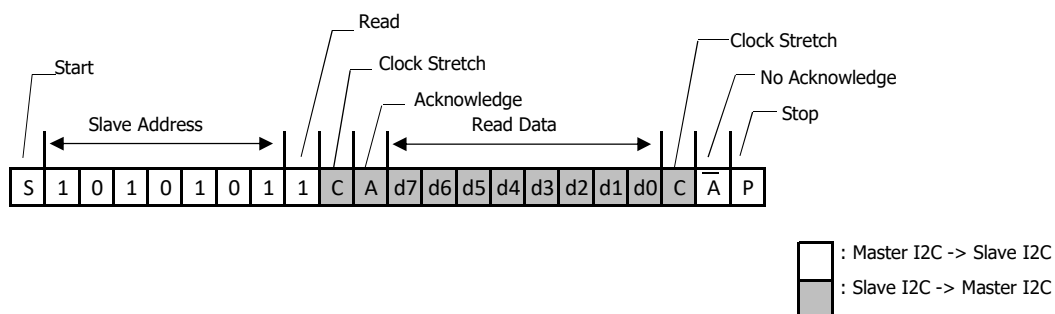 Read
Clock Stretch
Start
Clock Stretch
No Acknowledge
Acknowledge
Stop
Slave Address
Read Data
S 1 0 1 0 1 0 1 1 C A d7 d6 d5 d4 d3 d2 d1 d0 C A̅ P
: Master I2C -> Slave I2C
: Slave I2C -> Master I2C